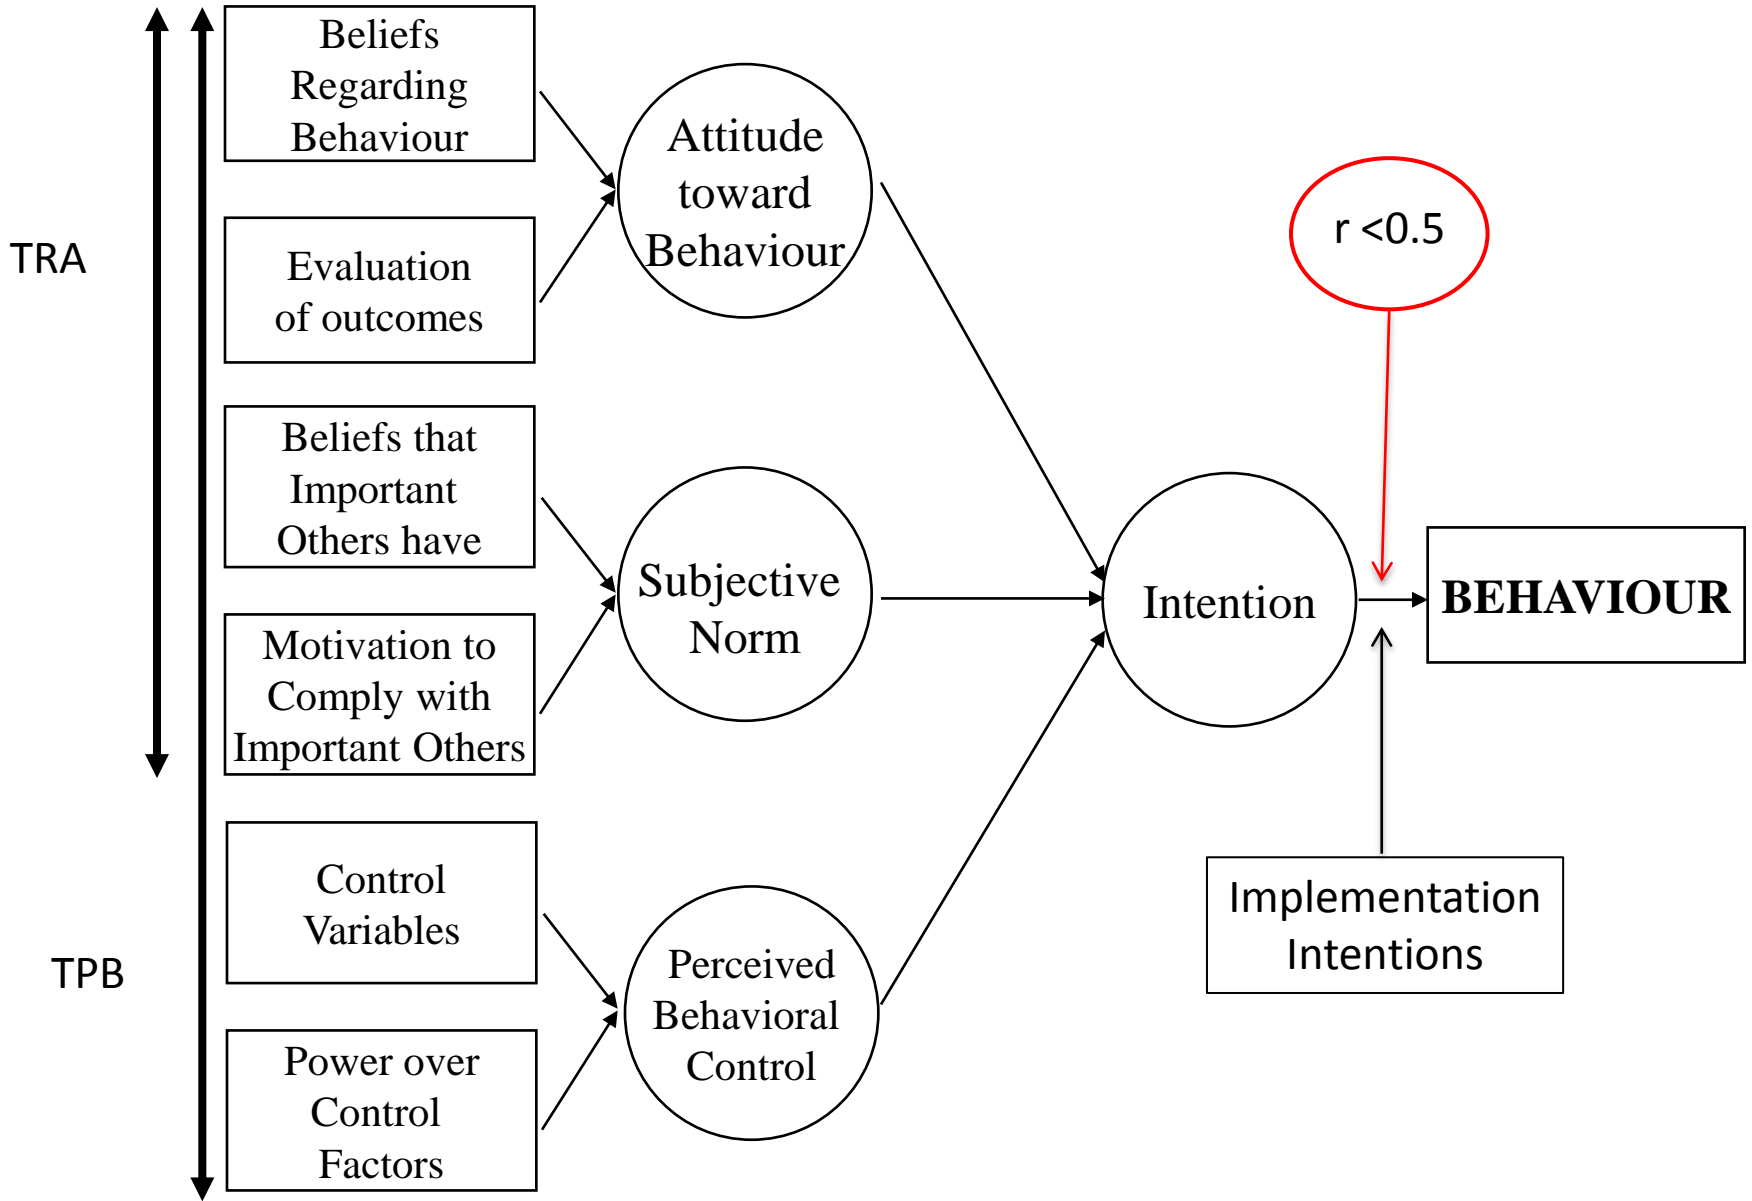 Beliefs
Regarding
Behaviour
Attitude
toward
Behaviour
r <0.5
TRA
Evaluation
of outcomes
Beliefs that
Important
Others have
Subjective
Norm
Intention
BEHAVIOUR
Motivation to
Comply with
Important Others
Control
Variables
Implementation
Intentions
TPB
Perceived
Behavioral
Control
Power over
Control
Factors